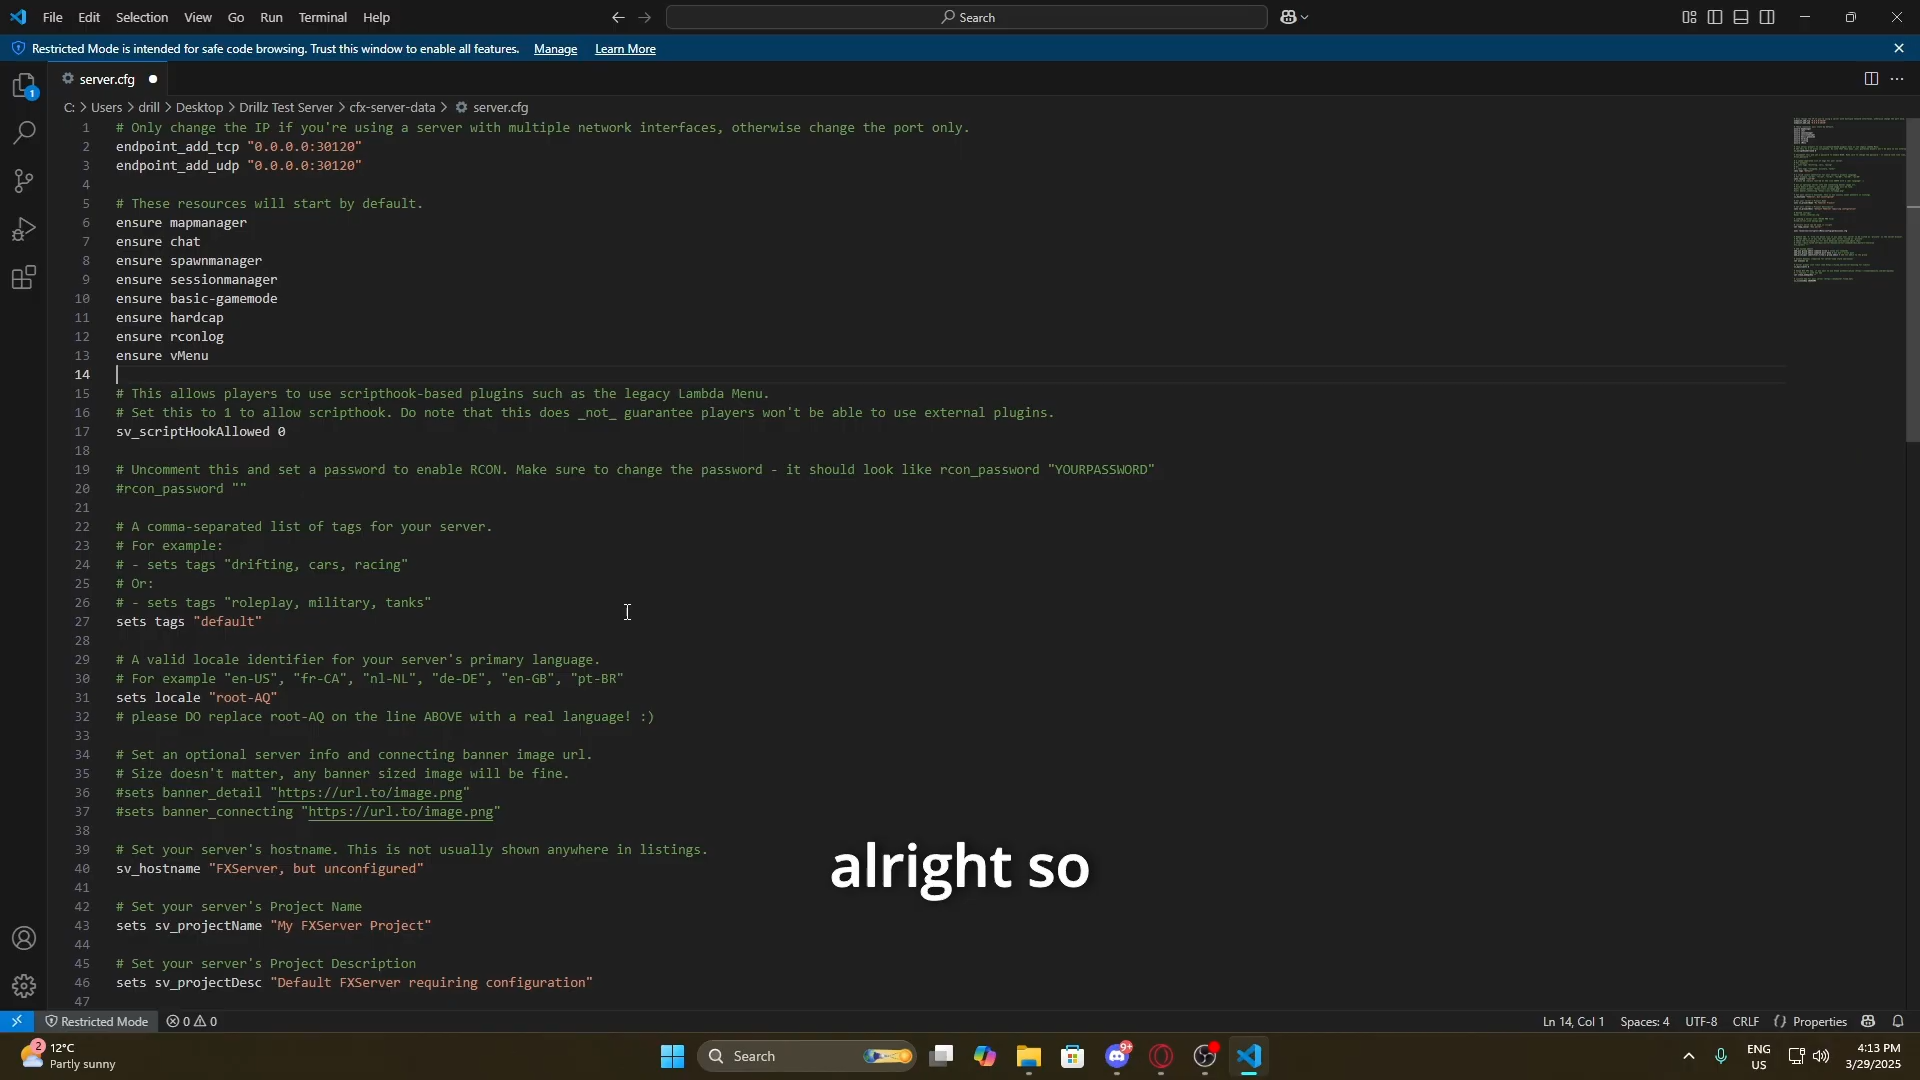 File Edit Selection View Go Run Terminal Help
Search
Restricted Mode is intended for safe code browsing. Trust this window to enable all features. Manage Learn More
server.cfg
C: > Users > drill > Desktop > Drillz Test Server > cfx-server-data > server.cfg
1 # Only change the IP if you're using a server with multiple network interfaces, otherwise change the port only.
2 endpoint_add_tcp "0.0.0.0:30120"
3 endpoint_add_udp "0.0.0.0:30120"
4
5 # These resources will start by default.
6 ensure mapmanager
7 ensure chat
8 ensure spawnmanager
9 ensure sessionmanager
10 ensure basic-gamemode
11 ensure hardcap
12 ensure rconlog
13 ensure vMenu
14
15 # This allows players to use scripthook-based plugins such as the legacy Lambda Menu.
16 # Set this to 1 to allow scripthook. Do note that this does _not_ guarantee players won't be able to use external plugins.
17 sv_scriptHookAllowed 0
18
19 # Uncomment this and set a password to enable RCON. Make sure to change the password - it should look like rcon_password "YOURPASSWORD"
20 #rcon_password ""
21
22 # A comma-separated list of tags for your server.
23 # For example:
24 # - sets tags "drifting, cars, racing"
25 # Or:
26 # - sets tags "roleplay, military, tanks"
27 sets tags "default"
28
29 # A valid locale identifier for your server's primary language.
30 # For example "en-US", "fr-CA", "nl-NL", "de-DE", "en-GB", "pt-BR"
31 sets locale "root-AQ"
32 # please DO replace root-AQ on the line ABOVE with a real language! :)
33
34 # Set an optional server info and connecting banner image url.
35 # Size doesn't matter, any banner sized image will be fine.
36 #sets banner_detail "https://url.to/image.png"
37 #sets banner_connecting "https://url.to/image.png"
38
39 # Set your server's hostname. This is not usually shown anywhere in listings.
40 sv_hostname "FXServer, but unconfigured"
41
42 # Set your server's Project Name
43 sets sv_projectName "My FXServer Project"
44
45 # Set your server's Project Description
46 sets sv_projectDesc "Default FXServer requiring configuration"
47
alright so
1
Restricted Mode 0 0 Ln 14, Col 1 Spaces: 4 UTF-8 CRLF {} Properties
2 12°C
Partly sunny
Search
9+
ENG
US
4:13 PM
3/29/2025